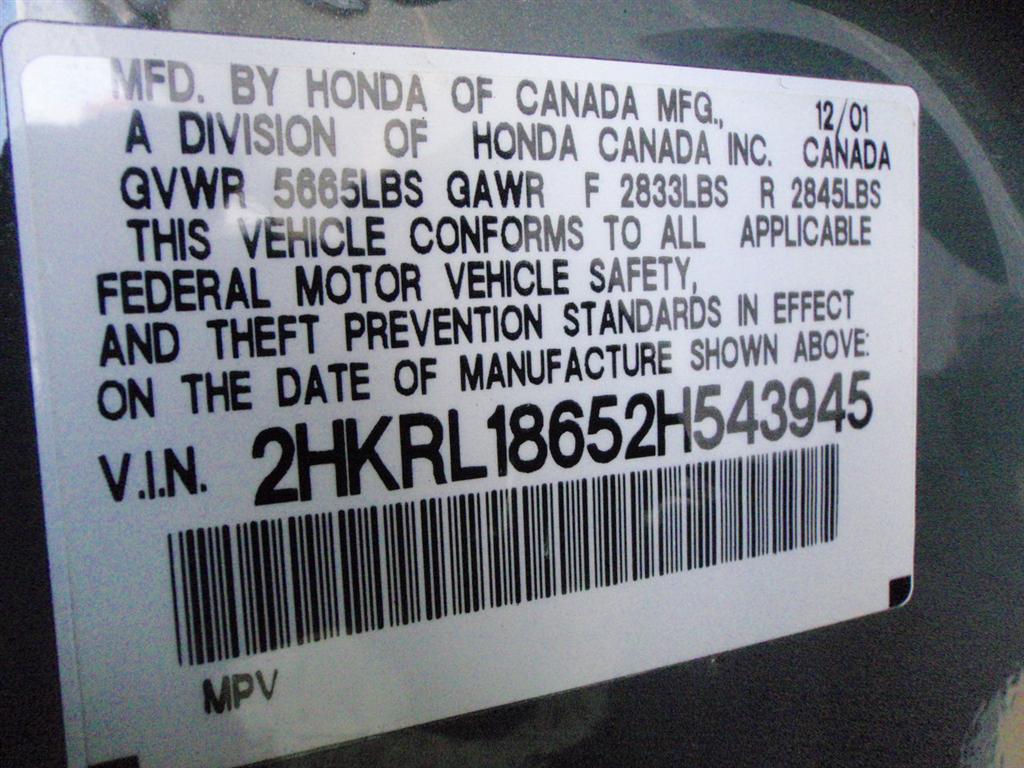 MFD. BY HONDA OF CANADA MFG., 12/01
A DIVISION OF HONDA CANADA INC. CANADA
GVWR 5665LBS GAWR F 2833LBS R 2845LBS
THIS VEHICLE CONFORMS TO ALL APPLICABLE
FEDERAL MOTOR VEHICLE SAFETY,
AND THEFT PREVENTION STANDARDS IN EFFECT
ON THE DATE OF MANUFACTURE SHOWN ABOVE:
V.I.N. 2HKRL18652H543945
MPV